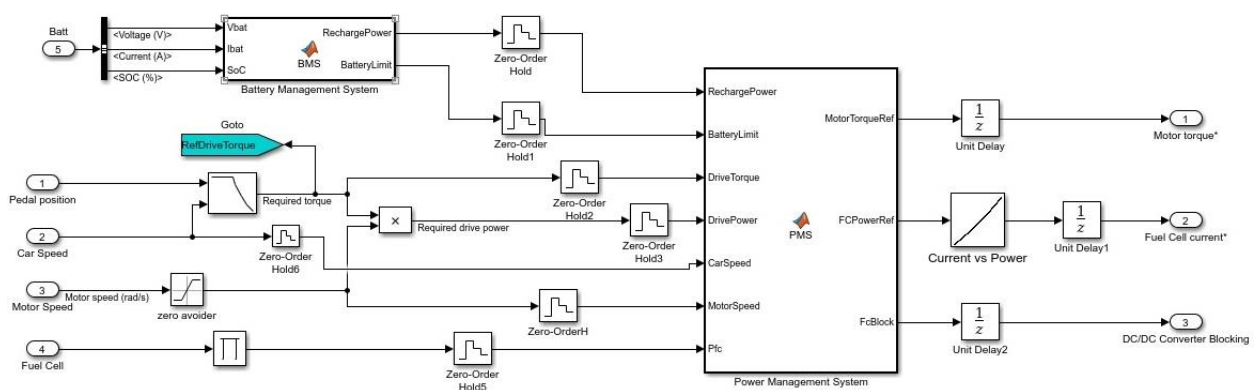 Batt
5
<Voltage (V)>
<Current (A)>
<SOC (%)>
Vbat
Ibat
SoC
BMS
RechargePower
BatteryLimit
Battery Management System
Zero-Order
Hold
Zero-Order
Hold1
Goto
RefDriveTorque
1
Pedal position
2
Car Speed
3
Motor Speed
4
Fuel Cell
Required torque
Zero-Order
Hold6
Motor speed (rad/s)
zero avoider
×
Required drive power
Zero-Order
Hold2
Zero-Order
Hold3
Zero-OrderH
Zero-Order
Hold5
RechargePower
BatteryLimit
DriveTorque
DrivePower
CarSpeed
MotorSpeed
Pfc
PMS
MotorTorqueRef
FCPowerRef
FcBlock
Power Management System
1
z
Unit Delay
1
Motor torque*
Current vs Power
1
z
Unit Delay1
2
Fuel Cell current*
1
z
Unit Delay2
3
DC/DC Converter Blocking